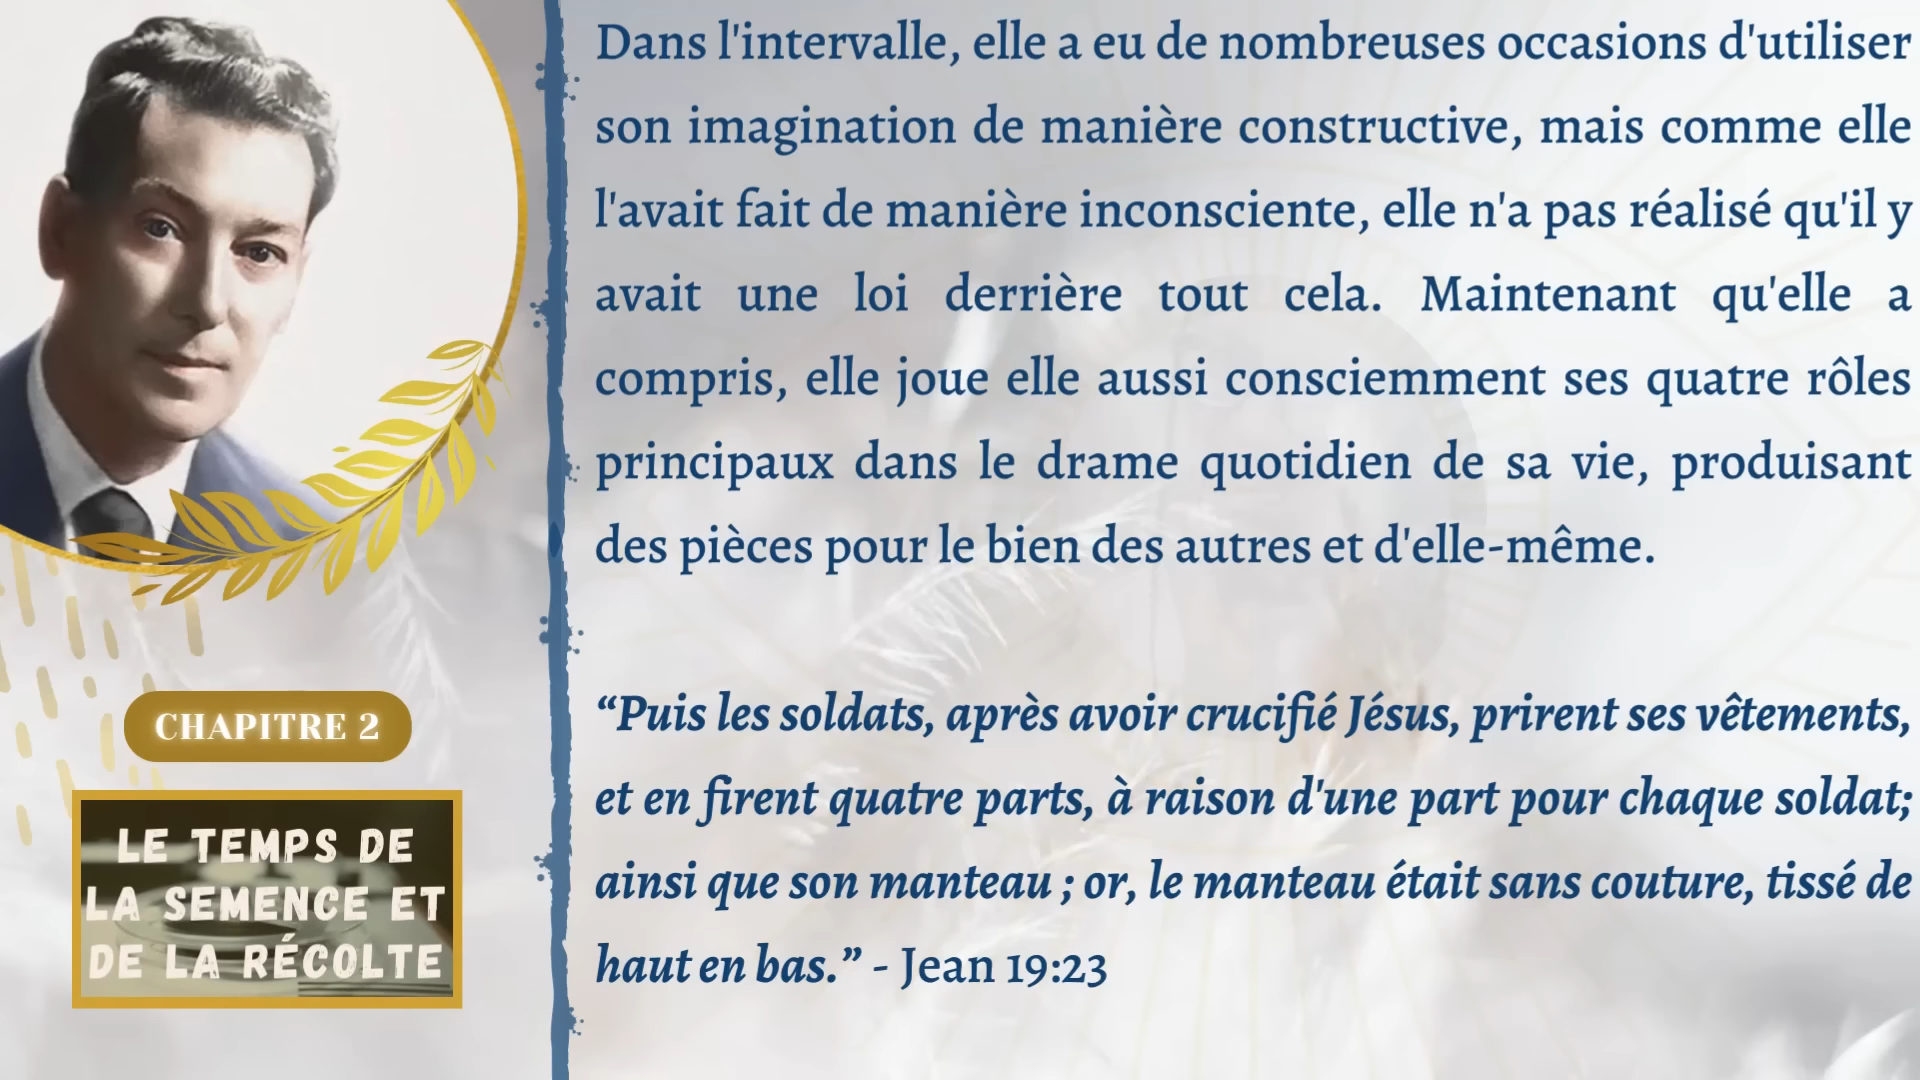 Dans l'intervalle, elle a eu de nombreuses occasions d'utiliser
son imagination de manière constructive, mais comme elle
l'avait fait de manière inconsciente, elle n'a pas réalisé qu'il y
avait une loi derrière tout cela. Maintenant qu'elle a
compris, elle joue elle aussi consciemment ses quatre rôles
principaux dans le drame quotidien de sa vie, produisant
des pièces pour le bien des autres et d'elle-même.
“Puis les soldats, après avoir crucifié Jésus, prirent ses vêtements,
et en firent quatre parts, à raison d'une part pour chaque soldat;
ainsi que son manteau ; or, le manteau était sans couture, tissé de
haut en bas.” - Jean 19:23
CHAPITRE 2
LE TEMPS DE
LA SEMENCE ET
DE LA RÉCOLTE